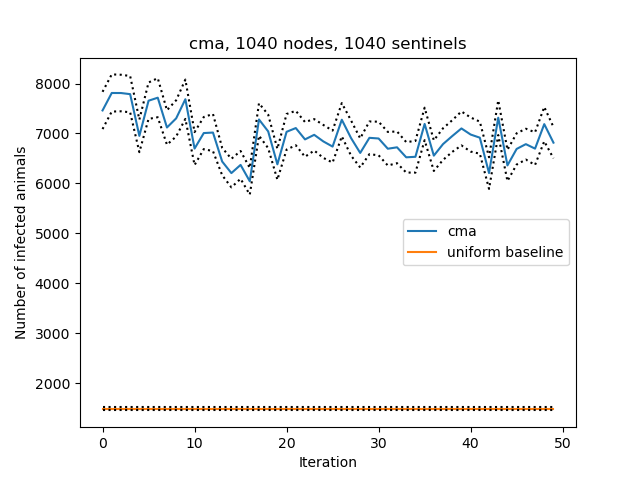 cma, 1040 nodes, 1040 sentinels
Number of infected animals
8000
7000
6000
5000
4000
3000
2000
cma
uniform baseline
0
10
20
30
40
50
Iteration